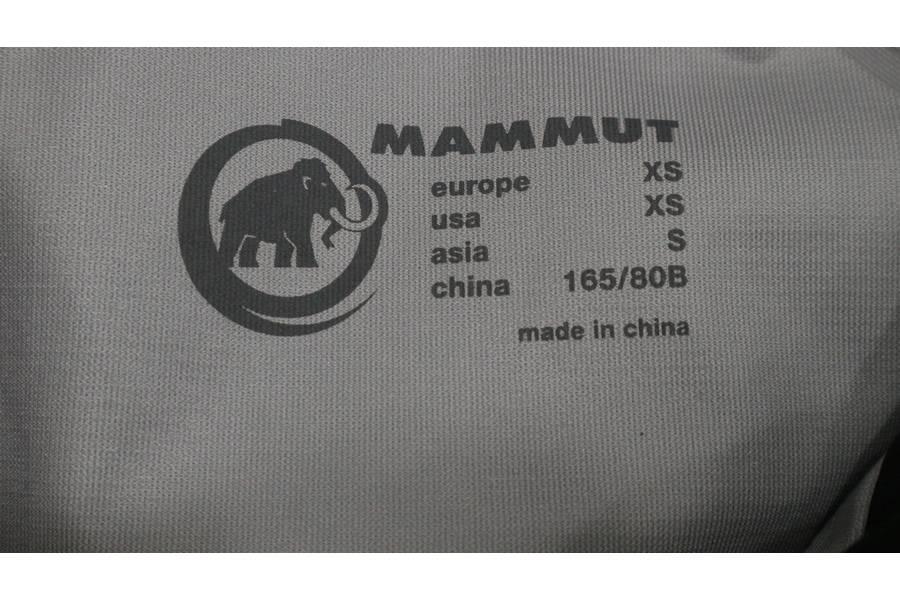 MAMMUT
europe XS
usa XS
asia S
china 165/80B
made in china